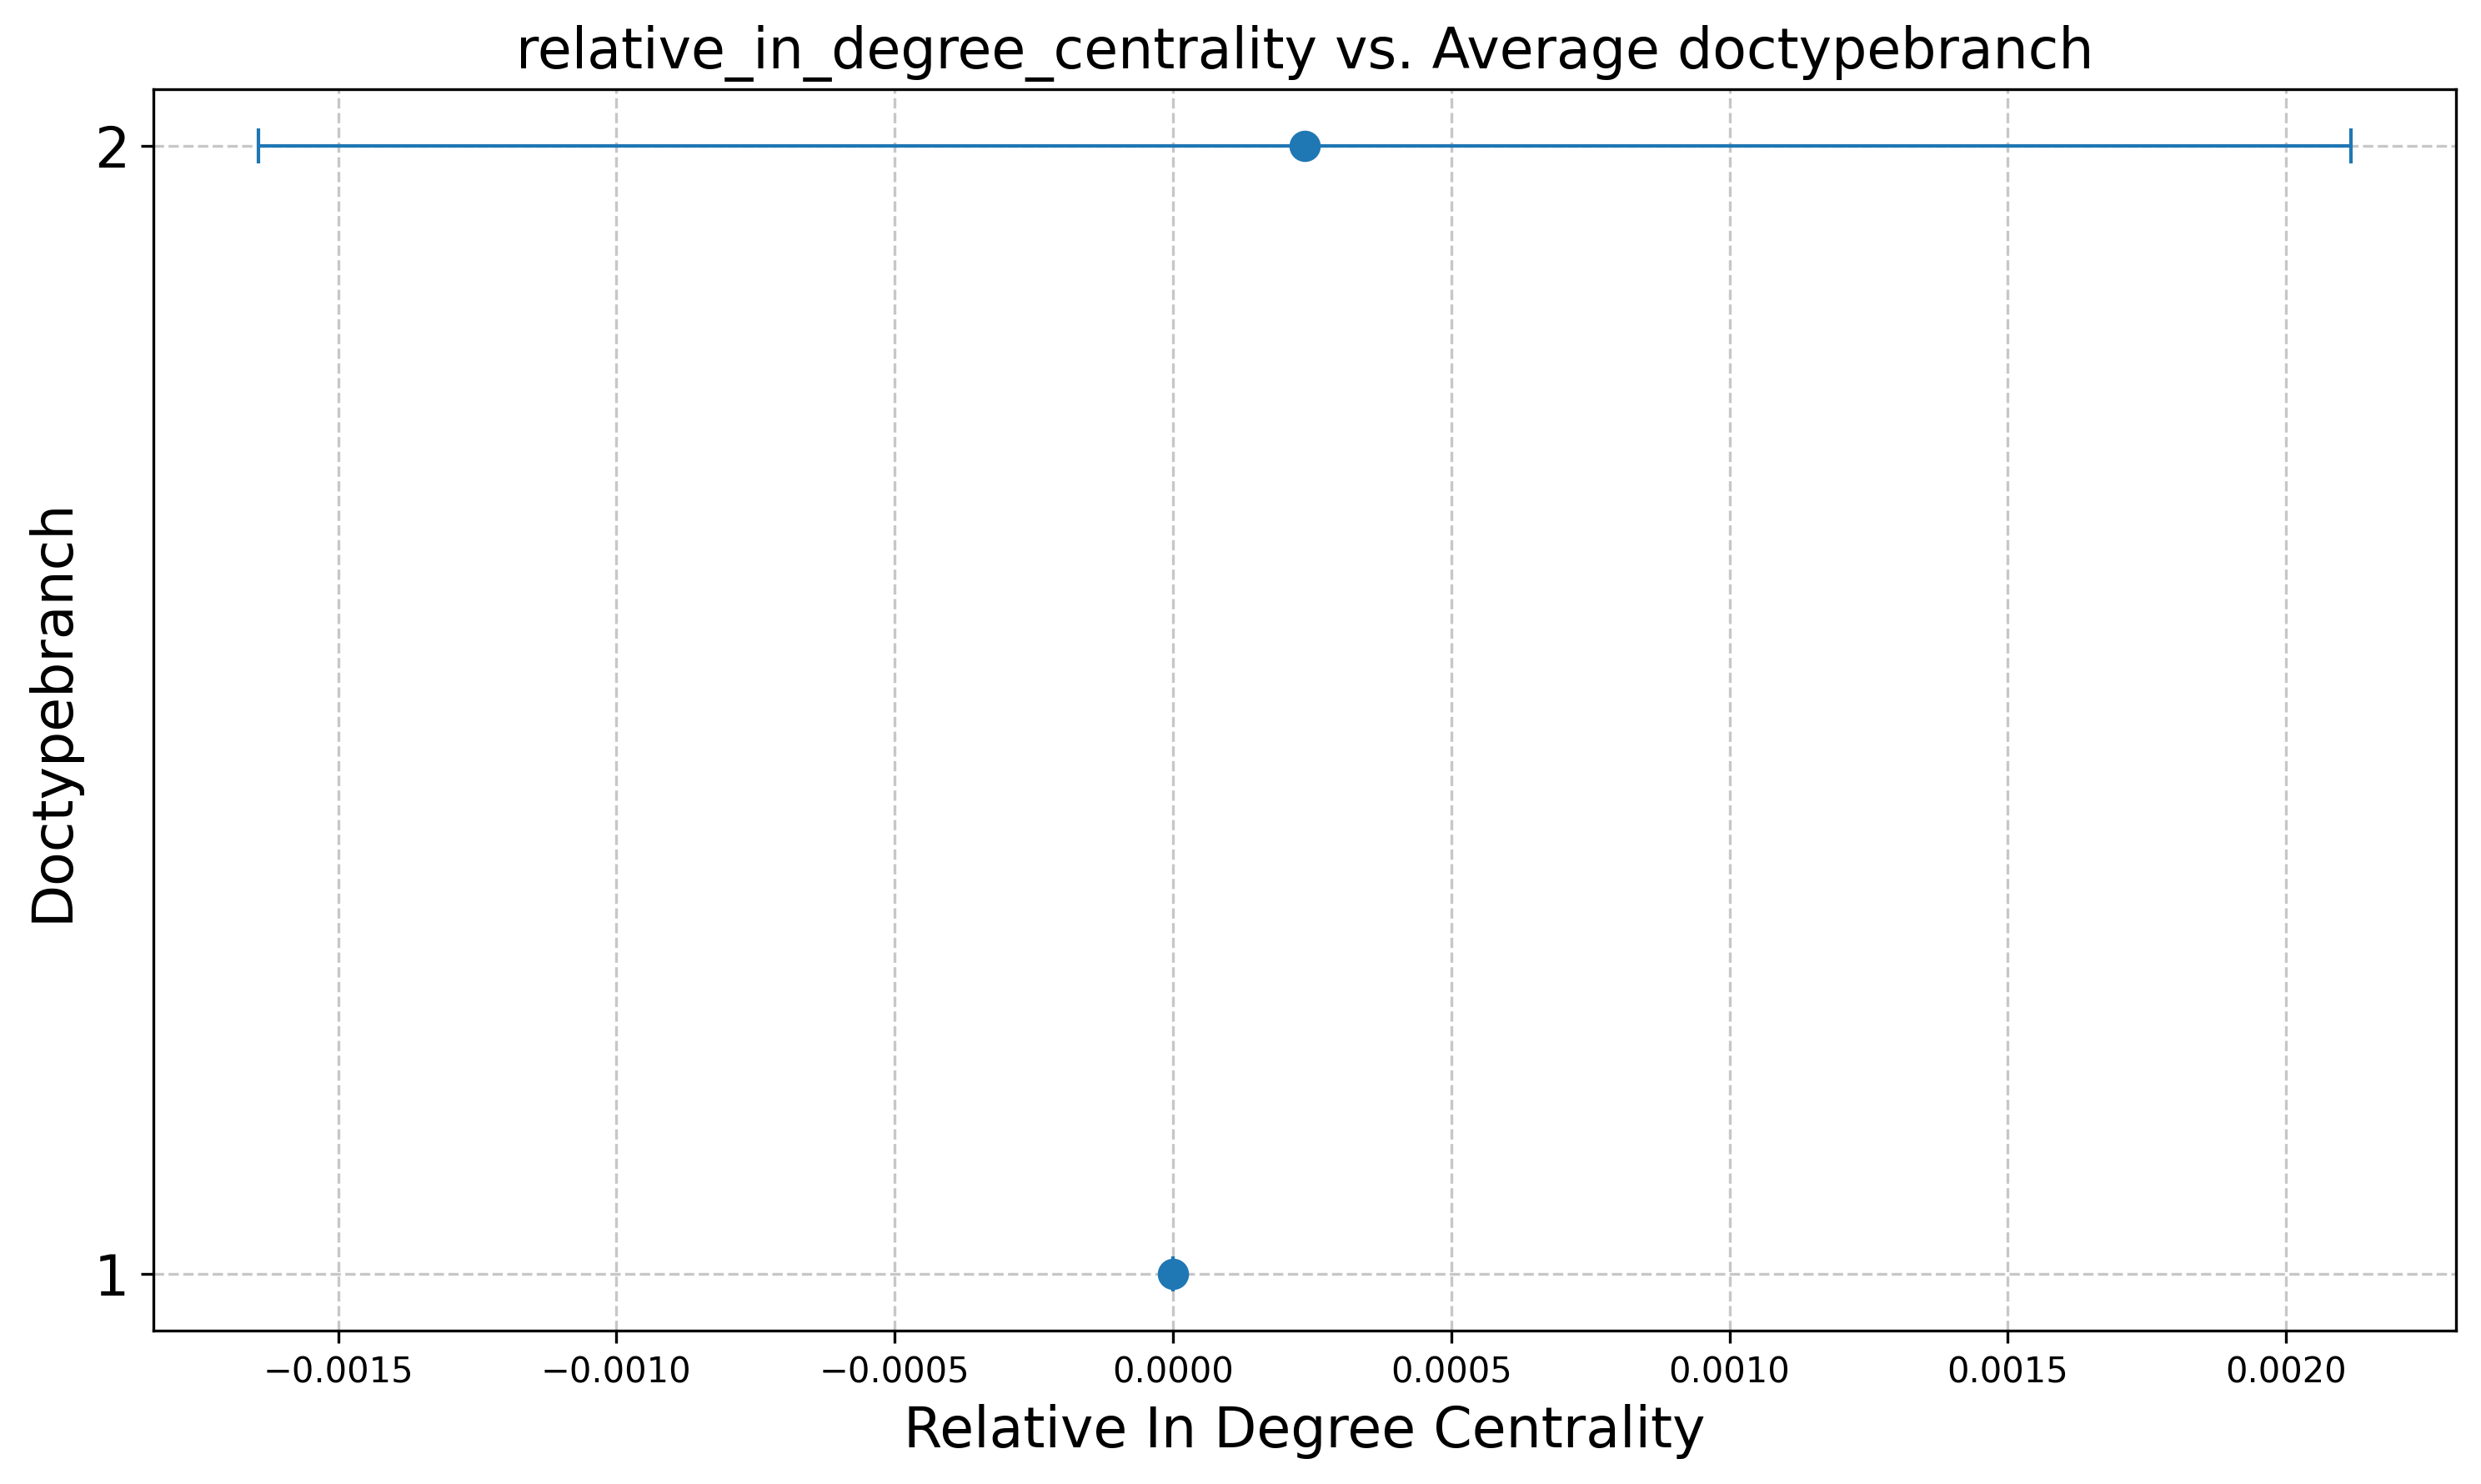 relative_in_degree_centrality vs. Average doctypebranch
2
Doctypebranch
1
−0.0015 −0.0010 −0.0005 0.0000 0.0005 0.0010 0.0015 0.0020
Relative In Degree Centrality